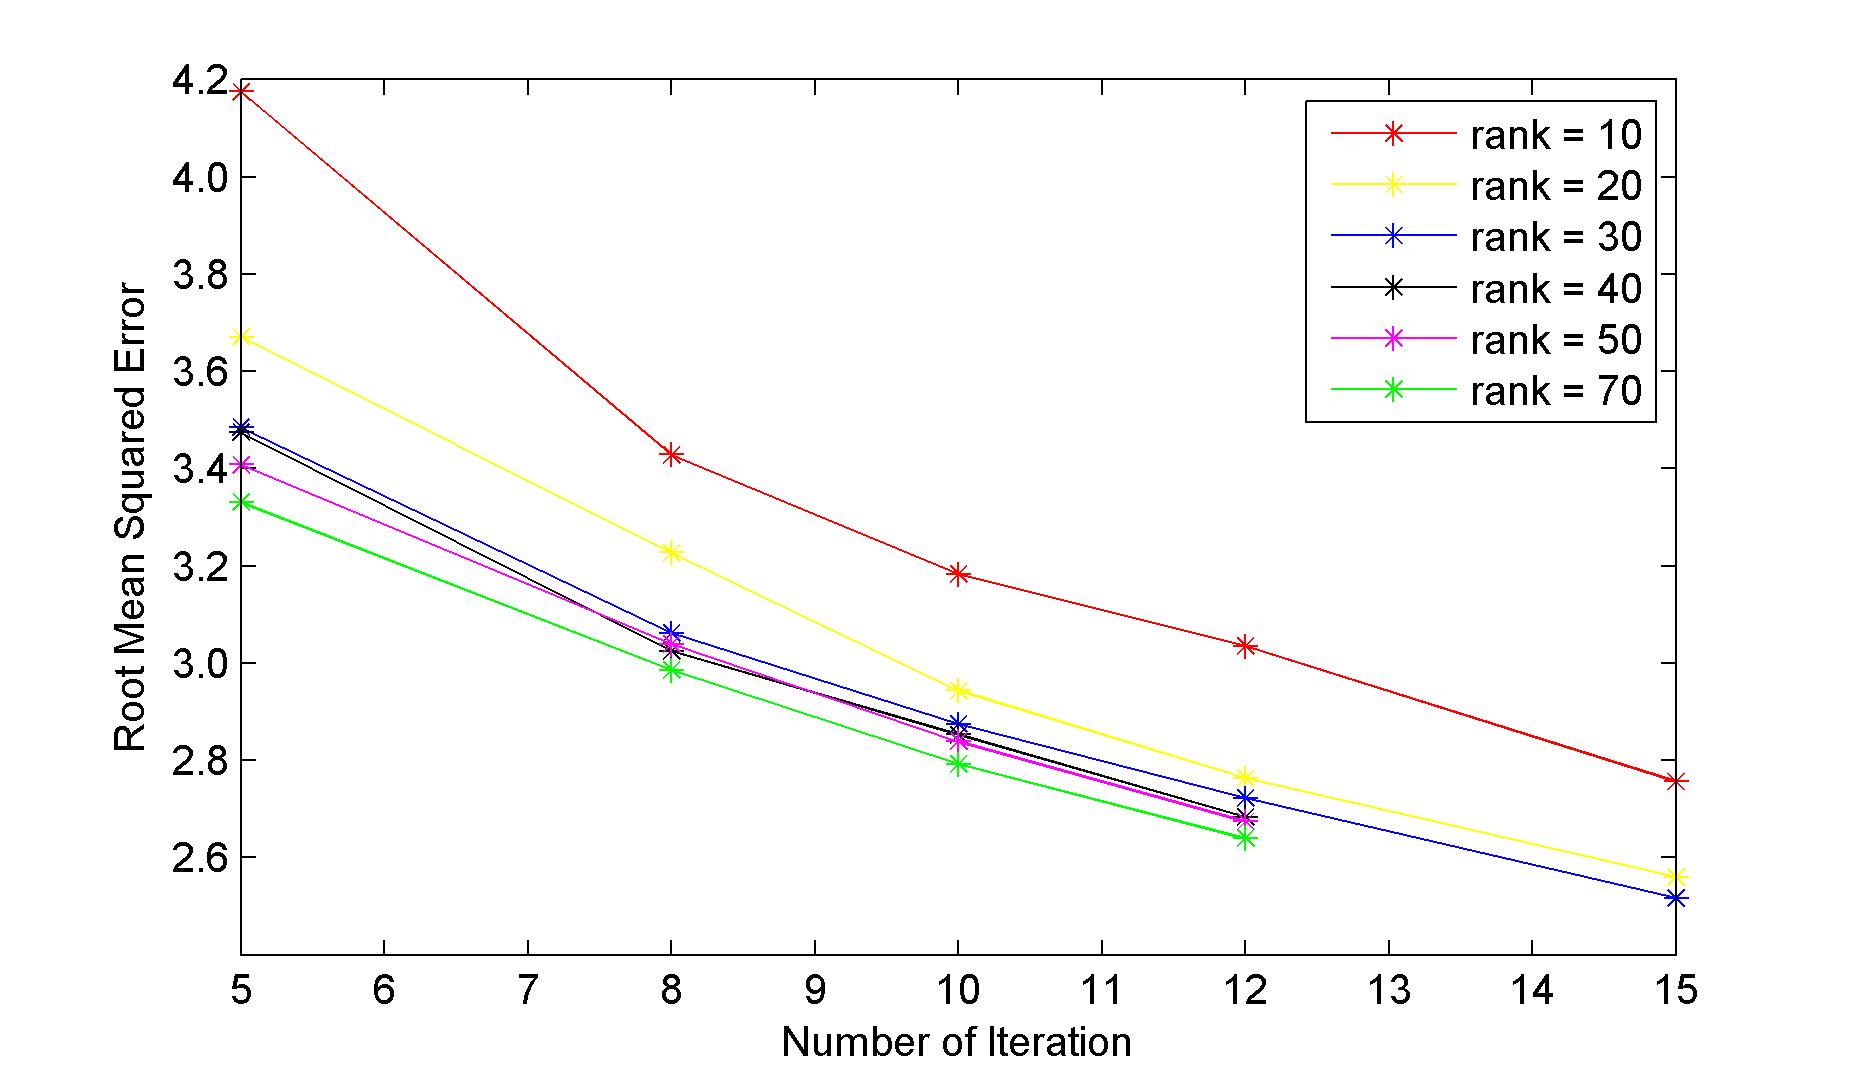 Root Mean Squared Error
4.2
4.0
3.8
3.6
3.4
3.2
3.0
2.8
2.6
rank = 10
rank = 20
rank = 30
rank = 40
rank = 50
rank = 70
5 6 7 8 9 10 11 12 13 14 15
Number of Iteration